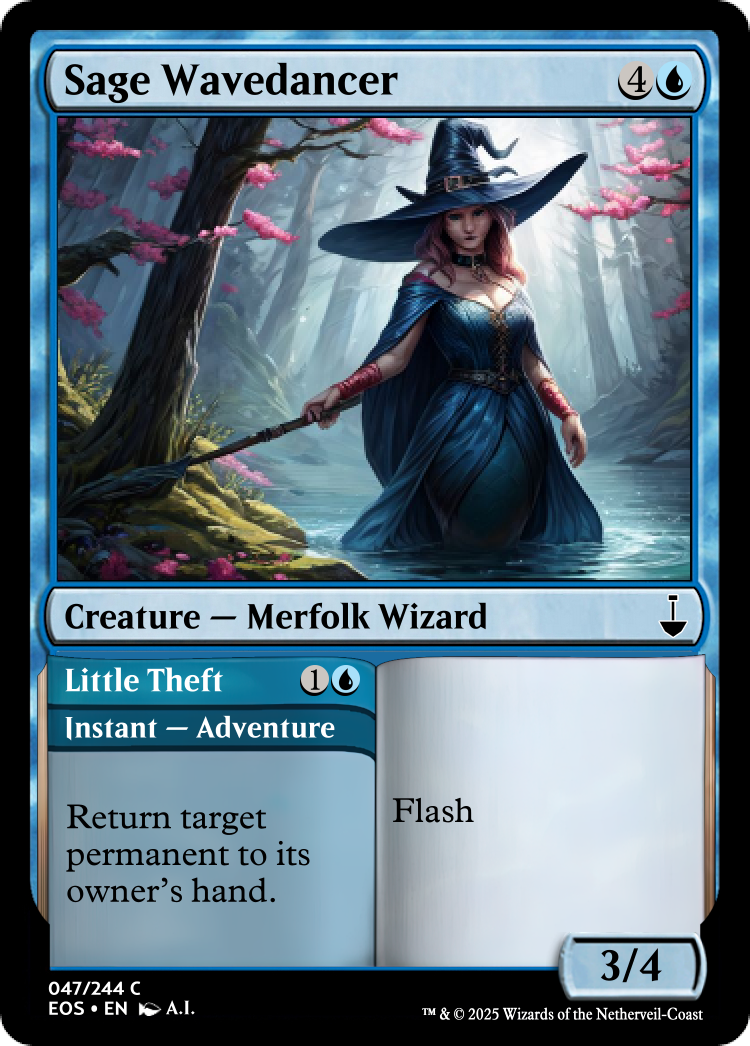 Sage Wavedancer 4
Creature — Merfolk Wizard
Little Theft 1
Instant — Adventure
Return target
permanent to its
owner's hand.
Flash
3/4
047/244 C
EOS • EN A.I.
™ & © 2025 Wizards of the Netherveil-Coast